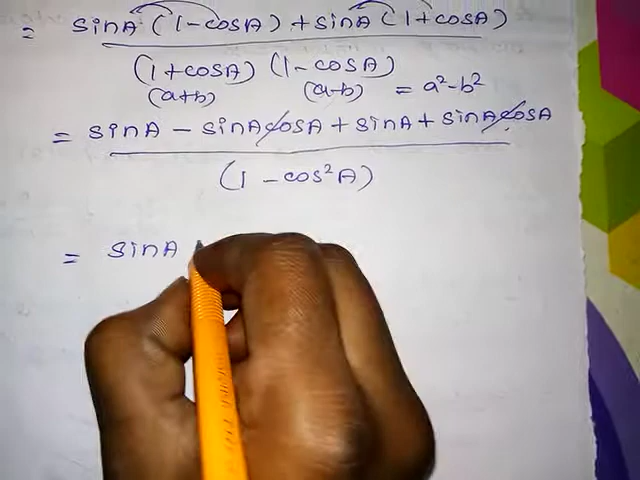 = sinA (1-cosA) + sinA (1+cosA)
(1+cosA) (1-cosA)
(a+b) (a-b) = a²-b²
= sinA - sinAcosA + sinA + sinAcosA
(1 - cos²A)
= sinA